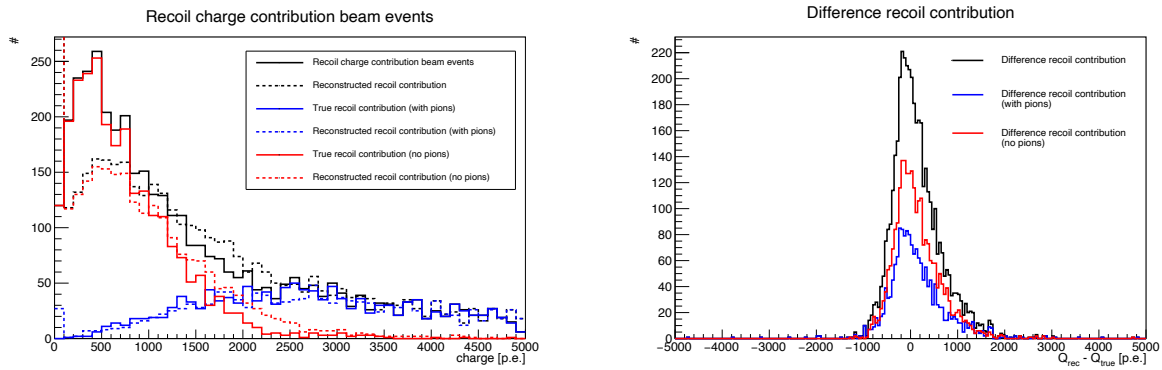 Recoil charge contribution beam events
#
250
200
150
100
50
0
Recoil charge contribution beam events
Reconstructed recoil contribution
True recoil contribution (with pions)
Reconstructed recoil contribution (with pions)
True recoil contribution (no pions)
Reconstructed recoil contribution (no pions)
0 500 1000 1500 2000 2500 3000 3500 4000 4500 5000
charge [p.e.]
Difference recoil contribution
#
220
200
180
160
140
120
100
80
60
40
20
0
Difference recoil contribution
Difference recoil contribution
(with pions)
Difference recoil contribution
(no pions)
−5000 −4000 −3000 −2000 −1000 0 1000 2000 3000 4000 5000
Qrec - Qtrue [p.e.]